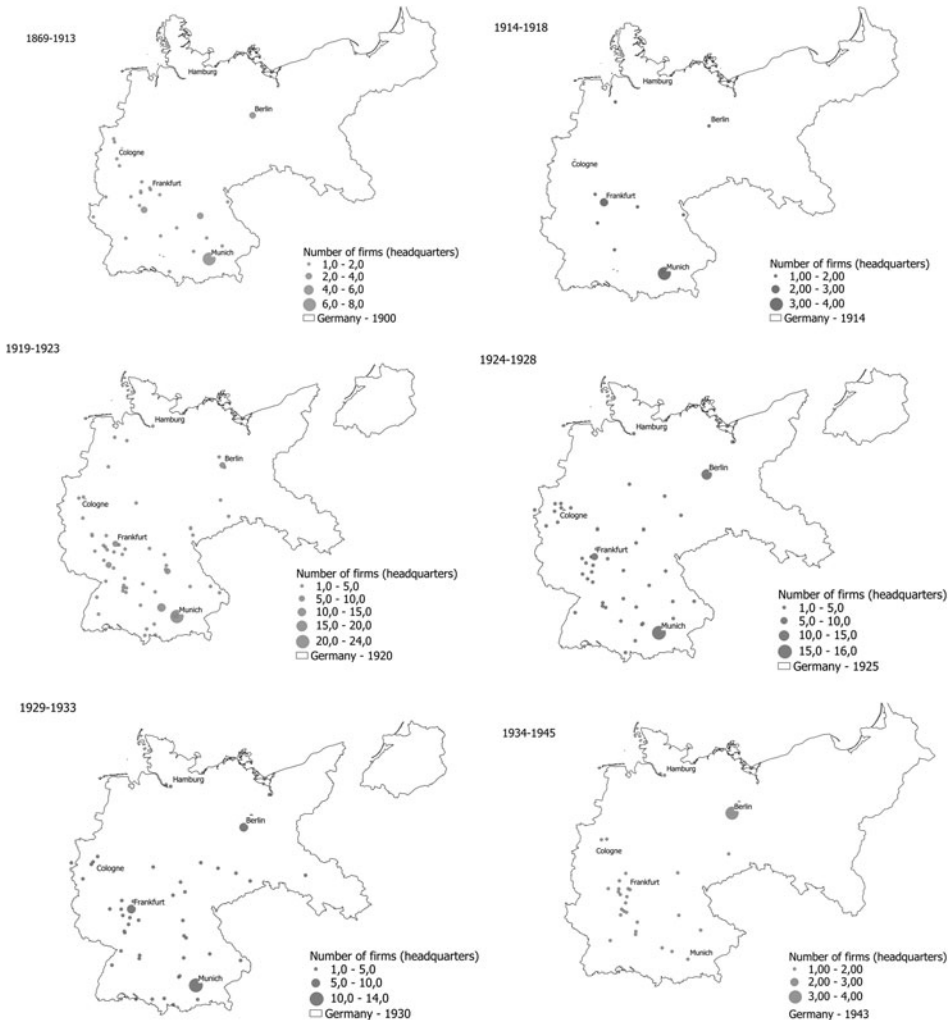 1869-1913
Hamburg
Berlin
Cologne
Frankfurt
Munich
Number of firms (headquarters)
1,0 - 2,0
2,0 - 4,0
4,0 - 6,0
6,0 - 8,0
Germany - 1900
1914-1918
Hamburg
Berlin
Cologne
Frankfurt
Munich
Number of firms (headquarters)
1,00 - 2,00
2,00 - 3,00
3,00 - 4,00
Germany - 1914
1919-1923
Hamburg
Berlin
Cologne
Frankfurt
Munich
Number of firms (headquarters)
1,0 - 5,0
5,0 - 10,0
10,0 - 15,0
15,0 - 20,0
20,0 - 24,0
Germany - 1920
1924-1928
Hamburg
Berlin
Cologne
Frankfurt
Munich
Number of firms (headquarters)
1,0 - 5,0
5,0 - 10,0
10,0 - 15,0
15,0 - 16,0
Germany - 1925
1929-1933
Hamburg
Berlin
Cologne
Frankfurt
Munich
Number of firms (headquarters)
1,0 - 5,0
5,0 - 10,0
10,0 - 14,0
Germany - 1930
1934-1945
Hamburg
Berlin
Cologne
Frankfurt
Munich
Number of firms (headquarters)
1,00 - 2,00
2,00 - 3,00
3,00 - 4,00
Germany - 1943